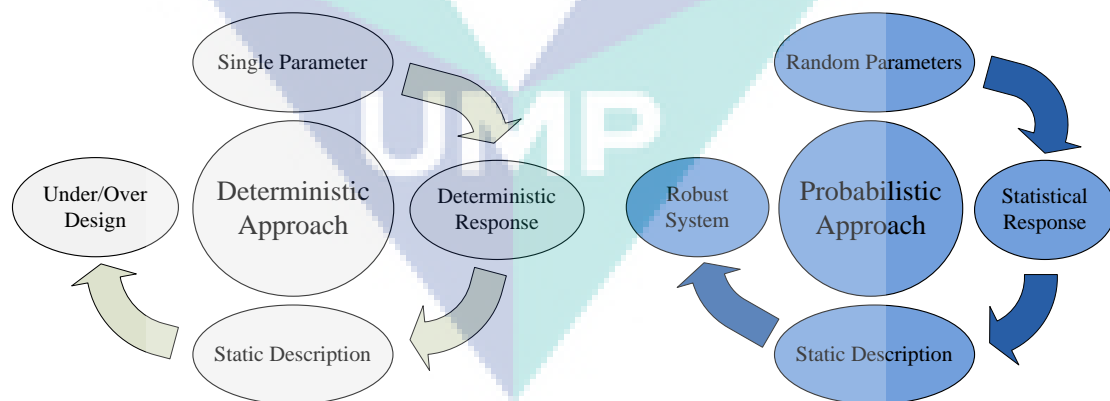 Single Parameter
Deterministic
Approach
Deterministic
Response
Static Description
Under/Over
Design
UMP
Random Parameters
Probabilistic
Approach
Statistical
Response
Static Description
Robust
System